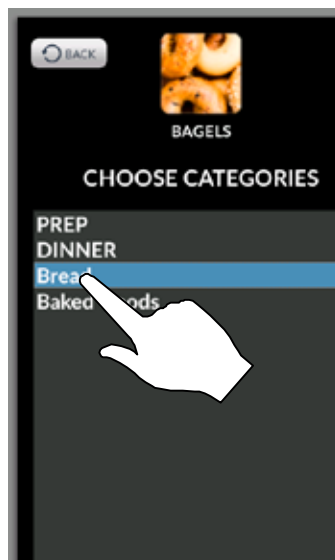 BACK
BAGELS
CHOOSE CATEGORIES
PREP
DINNER
Bread
Baked